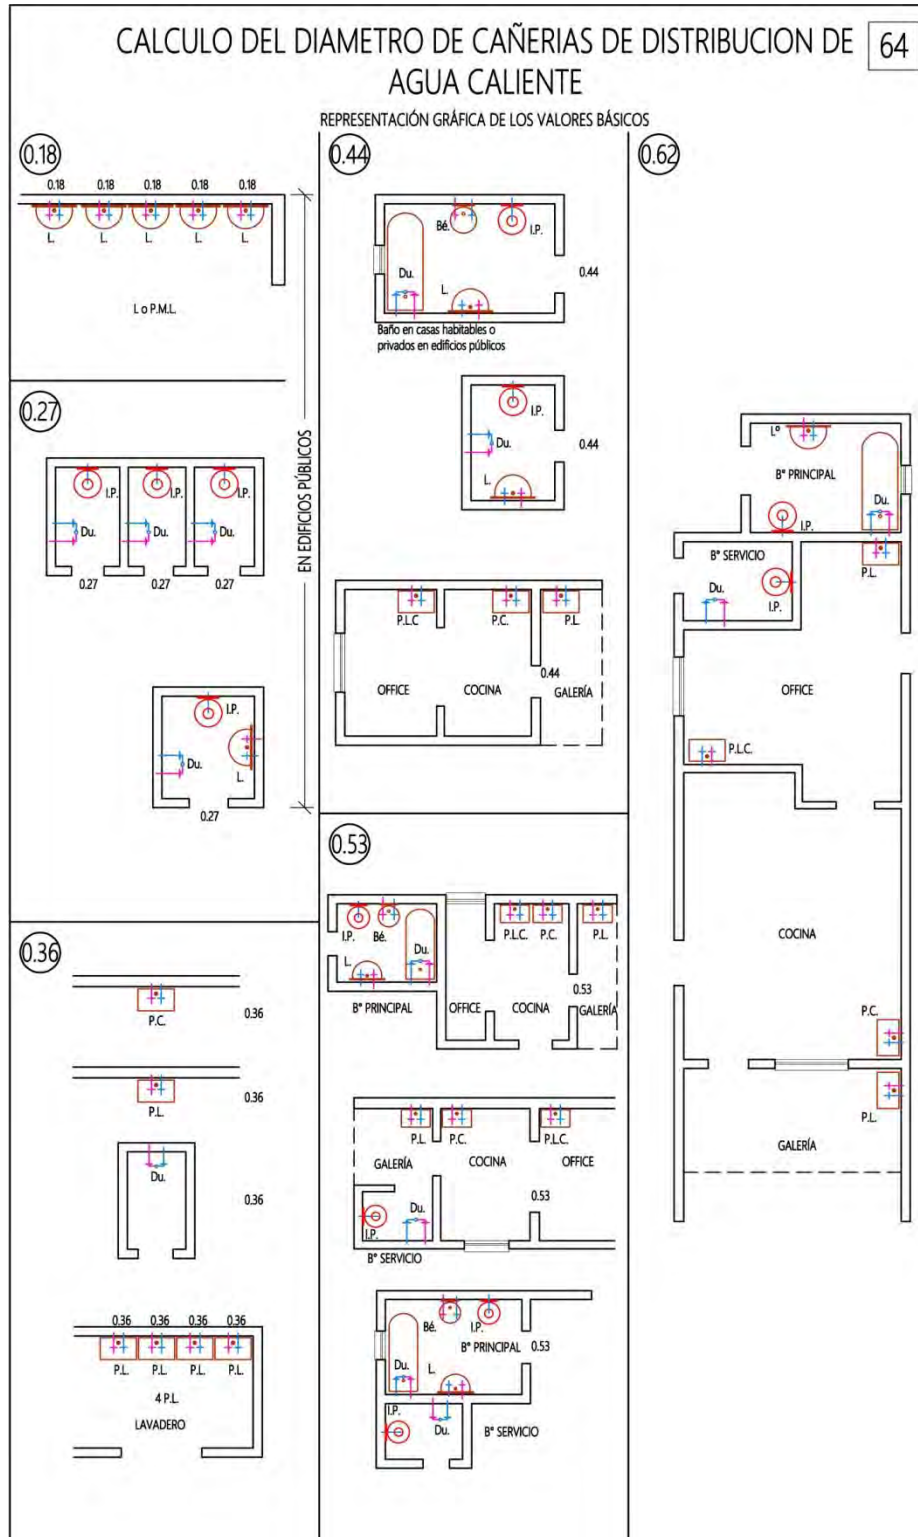 CALCULO DEL DIAMETRO DE CAÑERIAS DE DISTRIBUCION DE
AGUA CALIENTE
64
REPRESENTACIÓN GRÁFICA DE LOS VALORES BÁSICOS
0.18
0.18 0.18 0.18 0.18 0.18
L. L. L. L. L.
L o P.M.L.
EN EDIFICIOS PÚBLICOS
0.27
I.P. I.P. I.P.
Du. Du. Du.
0.27 0.27 0.27
I.P.
Du.
L.
0.27
0.36
P.C.
0.36
P.L.
0.36
Du.
0.36
0.36 0.36 0.36 0.36
P.L. P.L. P.L. P.L.
4 P.L.
LAVADERO
0.44
Bé. I.P.
Du. L.
0.44
Baño en casas habitables o
privados en edificios públicos
I.P.
Du.
0.44
L.
P.L.C P.C. P.L.
0.44
OFFICE COCINA GALERÍA
0.53
I.P. Bé. Du. P.L.C. P.C. P.L.
L.
0.53
B° PRINCIPAL OFFICE COCINA GALERÍA
P.L. P.C. P.L.C.
GALERÍA COCINA OFFICE
0.53
Du.
I.P.
B° SERVICIO
Bé. I.P.
B° PRINCIPAL 0.53
Du. L.
I.P.
Du. B° SERVICIO
0.62
L°
B° PRINCIPAL
Du.
I.P.
B° SERVICIO
P.L.
Du. I.P.
OFFICE
P.L.C.
COCINA
P.C.
P.L.
GALERÍA